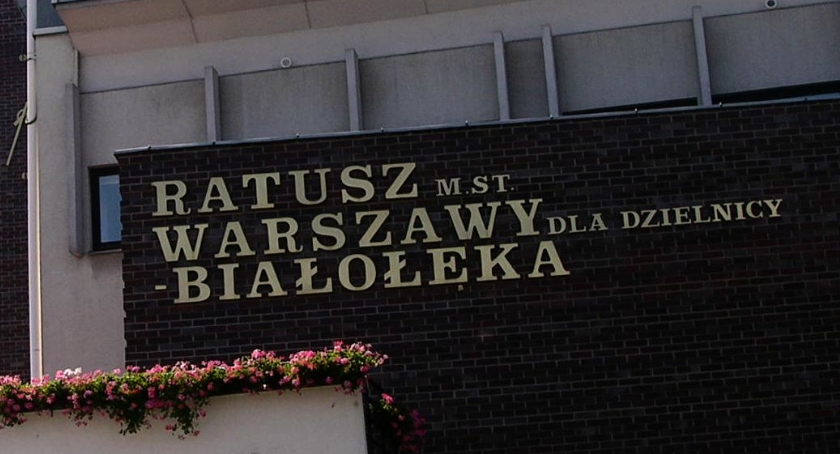 RATUSZ M.ST.
WARSZAWY DLA DZIELNICY
-BIAŁOŁĘKA